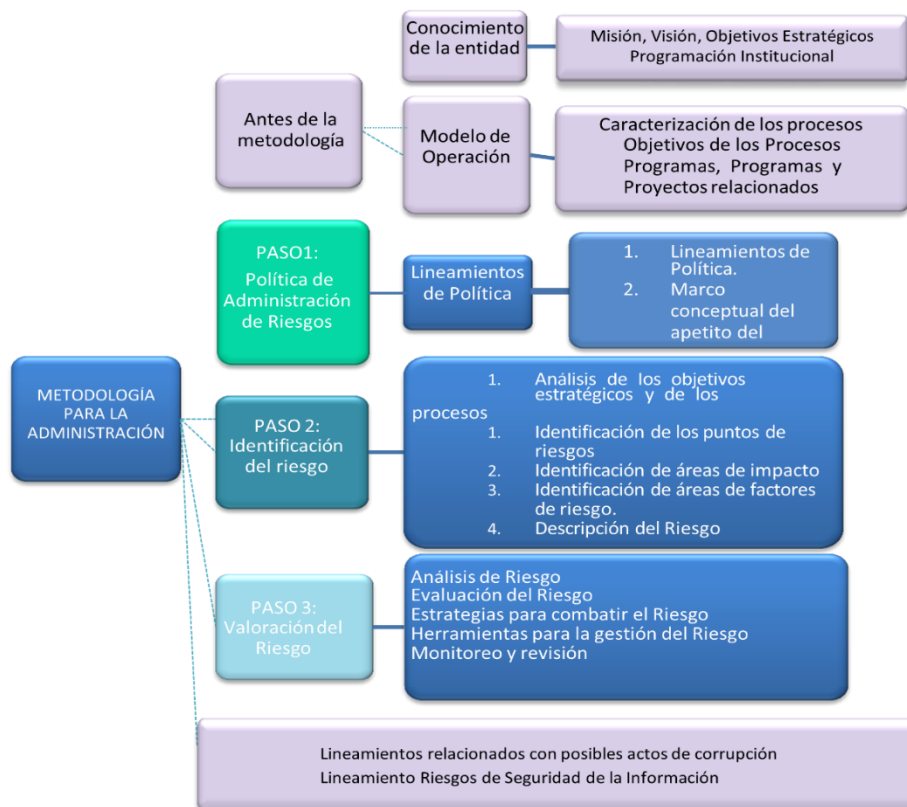 Conocimiento
de la entidad
Misión, Visión, Objetivos Estratégicos
Programación Institucional
Antes de la
metodología
Modelo de
Operación
Caracterización de los procesos
Objetivos de los Procesos
Programas, Programas y
Proyectos relacionados
PASO1:
Política de
Administración
de Riesgos
Lineamientos
de Política
1. Lineamientos de
Política.
2. Marco
conceptual del
apetito del
METODOLOGÍA
PARA LA
ADMINISTRACIÓN
PASO 2:
Identificación
del riesgo
1. Análisis de los objetivos
estratégicos y de los
procesos
1. Identificación de los puntos de
riesgos
2. Identificación de áreas de impacto
3. Identificación de áreas de factores
de riesgo.
4. Descripción del Riesgo
PASO 3:
Valoración del
Riesgo
Análisis de Riesgo
Evaluación del Riesgo
Estrategias para combatir el Riesgo
Herramientas para la gestión del Riesgo
Monitoreo y revisión
Lineamientos relacionados con posibles actos de corrupción
Lineamiento Riesgos de Seguridad de la Información